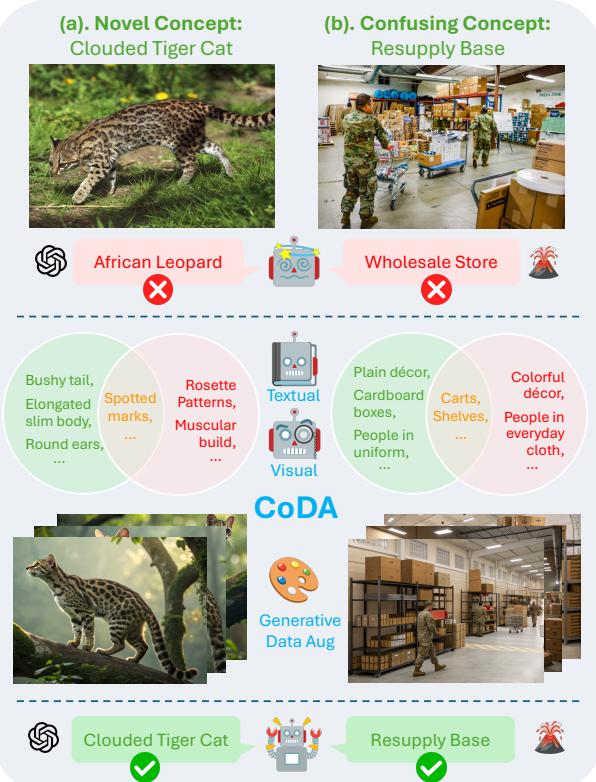 (a). Novel Concept:
Clouded Tiger Cat
(b). Confusing Concept:
Resupply Base
African Leopard
Wholesale Store
Bushy tail,
Elongated
slim body,
Round ears,
...
Spotted
marks,
...
Rosette
Patterns,
Muscular
build,
...
Textual
Visual
Plain décor,
Cardboard
boxes,
People in
uniform,
...
Carts,
Shelves,
...
Colorful
décor,
People in
everyday
cloth,
...
CoDA
Generative
Data Aug
Clouded Tiger Cat
Resupply Base